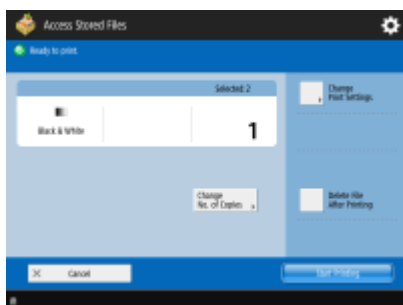 Access Stored Files
Ready to print.
Selected: 2
Black & White
1
Change
Print Settings
Change
No. of Copies
Delete File
After Printing
Cancel
Start Printing